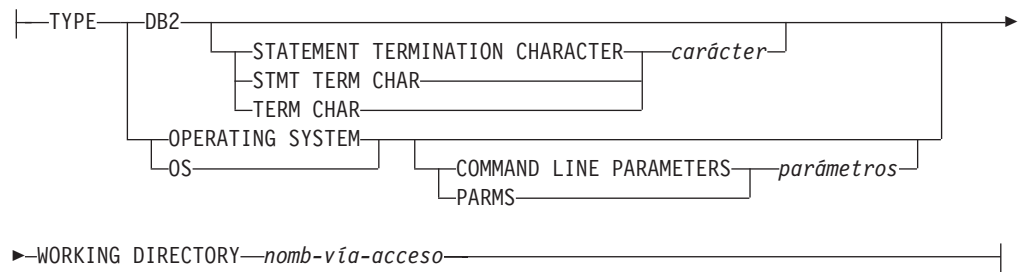 TYPE DB2
STATEMENT TERMINATION CHARACTER carácter
STMT TERM CHAR
TERM CHAR
OPERATING SYSTEM
OS
COMMAND LINE PARAMETERS parámetros
PARMS
WORKING DIRECTORY nomb-vía-acceso